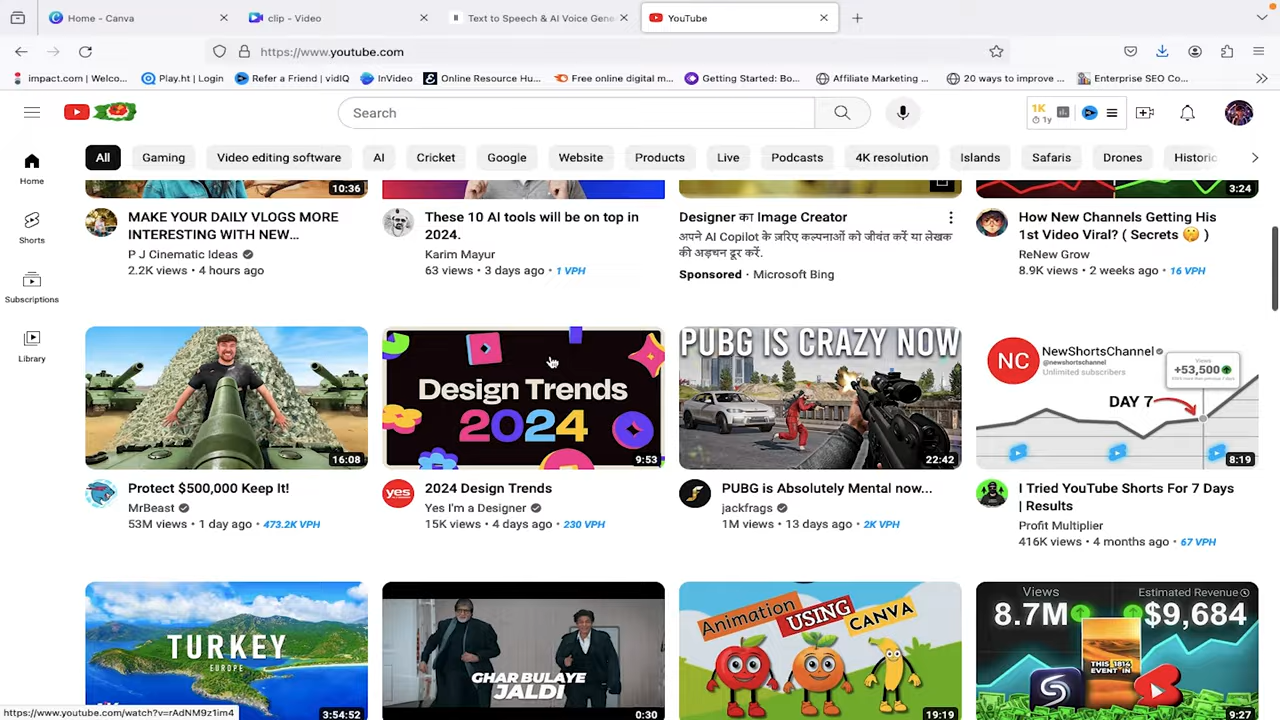 Home - Canva
clip - Video
Text to Speech & AI Voice Gene
YouTube
https://www.youtube.com
impact.com | Welco...
Play.ht | Login
Refer a Friend | vidIQ
InVideo
Online Resource Hu...
Free online digital m...
Getting Started: Bo...
Affiliate Marketing ...
20 ways to improve ...
Enterprise SEO Co...
Search
1K
1y
All
Gaming
Video editing software
AI
Cricket
Google
Website
Products
Live
Podcasts
4K resolution
Islands
Safaris
Drones
Historic
Home
Shorts
Subscriptions
Library
10:36
3:24
MAKE YOUR DAILY VLOGS MORE
INTERESTING WITH NEW...
P J Cinematic Ideas
2.2K views • 4 hours ago
These 10 AI tools will be on top in
2024.
Karim Mayur
63 views • 3 days ago • 1 VPH
Designer का Image Creator
अपने AI Copilot के ज़रिए कल्पनाओं को जीवंत करें या लेखक
की अड़चन दूर करें.
Sponsored · Microsoft Bing
How New Channels Getting His
1st Video Viral? ( Secrets 🤫 )
ReNew Grow
8.9K views • 2 weeks ago • 16 VPH
16:08
Design Trends
2024
9:53
PUBG IS CRAZY NOW
22:42
NC
NewShortsChannel
@newshortschannel
Unlimited subscribers
Views
+53,500
DAY 7
8:19
Protect $500,000 Keep It!
MrBeast
53M views • 1 day ago • 473.2K VPH
yes
2024 Design Trends
Yes I'm a Designer
15K views • 4 days ago • 230 VPH
PUBG is Absolutely Mental now...
jackfrags
1M views • 13 days ago • 2K VPH
I Tried YouTube Shorts For 7 Days
| Results
Profit Multiplier
416K views • 4 months ago • 67 VPH
TURKEY
EUROPE
3:54:52
GHAR BULAYE
JALDI
0:30
Animation USING CANVA
19:19
Views
8.7M
Estimated Revenue
$9,684
THIS 1814
EVENT IN
9:27
https://www.youtube.com/watch?v=rAdNM9z1im4